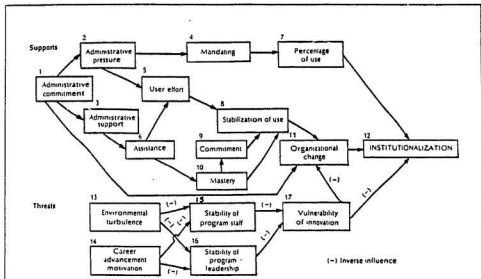 Supports
2
Administrative
pressure
4
Mandating
7
Percentage
of use
1
Administrative
commitment
5
User effort
3
Administrative
support
8
Stabilization of use
6
Assistance
9
Commitment
11
Organizational
change
12
INSTITUTIONALIZATION
10
Mastery
(-)
(-)
Threats
13
Environmental
turbulence
(-)
(-)
(-)
15
Stability of
program staff
(-)
17
Vulnerability
of innovation
14
Career
advancement
motivation
(-)
16
Stability of
program
leadership
(-)
(-) Inverse influence